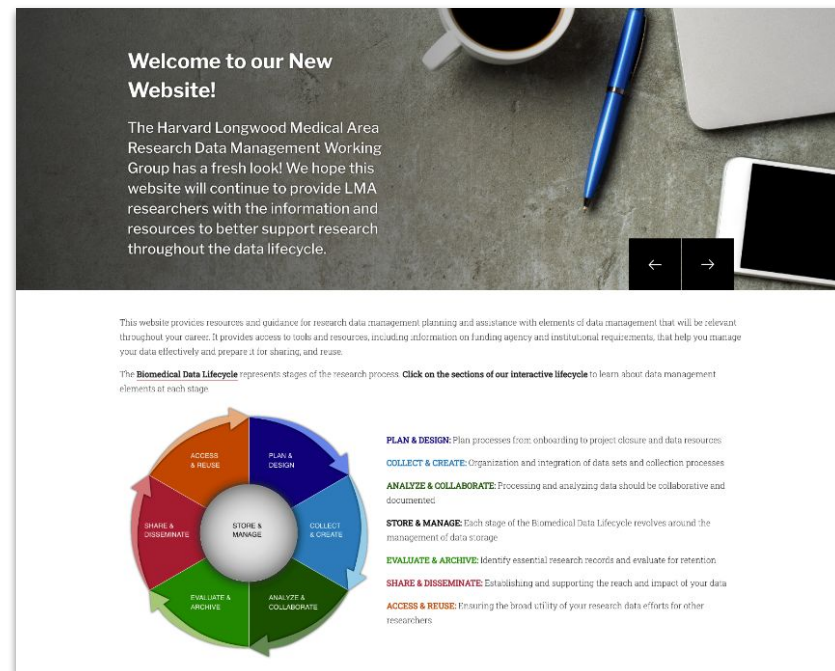 Welcome to our New
Website!
The Harvard Longwood Medical Area
Research Data Management Working
Group has a fresh look! We hope this
website will continue to provide LMA
researchers with the information and
resources to better support research
throughout the data lifecycle.
This website provides resources and guidance for research data management planning and assistance with elements of data management that will be relevant
throughout your career. It provides access to tools and resources, including information on funding agency and institutional requirements, that help you manage
your data effectively and prepare it for sharing, and reuse.
The Biomedical Data Lifecycle represents stages of the research process. Click on the sections of our interactive lifecycle to learn about data management
elements at each stage
ACCESS
& REUSE
PLAN &
DESIGN
SHARE &
DISSEMINATE
STORE &
MANAGE
COLLECT
& CREATE
EVALUATE &
ARCHIVE
ANALYZE &
COLLABORATE
PLAN & DESIGN: Plan processes from onboarding to project closure and data resources
COLLECT & CREATE: Organization and integration of data sets and collection processes
ANALYZE & COLLABORATE: Processing and analyzing data should be collaborative and
documented
STORE & MANAGE: Each stage of the Biomedical Data Lifecycle revolves around the
management of data storage
EVALUATE & ARCHIVE: Identify essential research records and evaluate for retention
SHARE & DISSEMINATE: Establishing and supporting the reach and impact of your data
ACCESS & REUSE: Ensuring the broad utility of your research data efforts for other
researchers